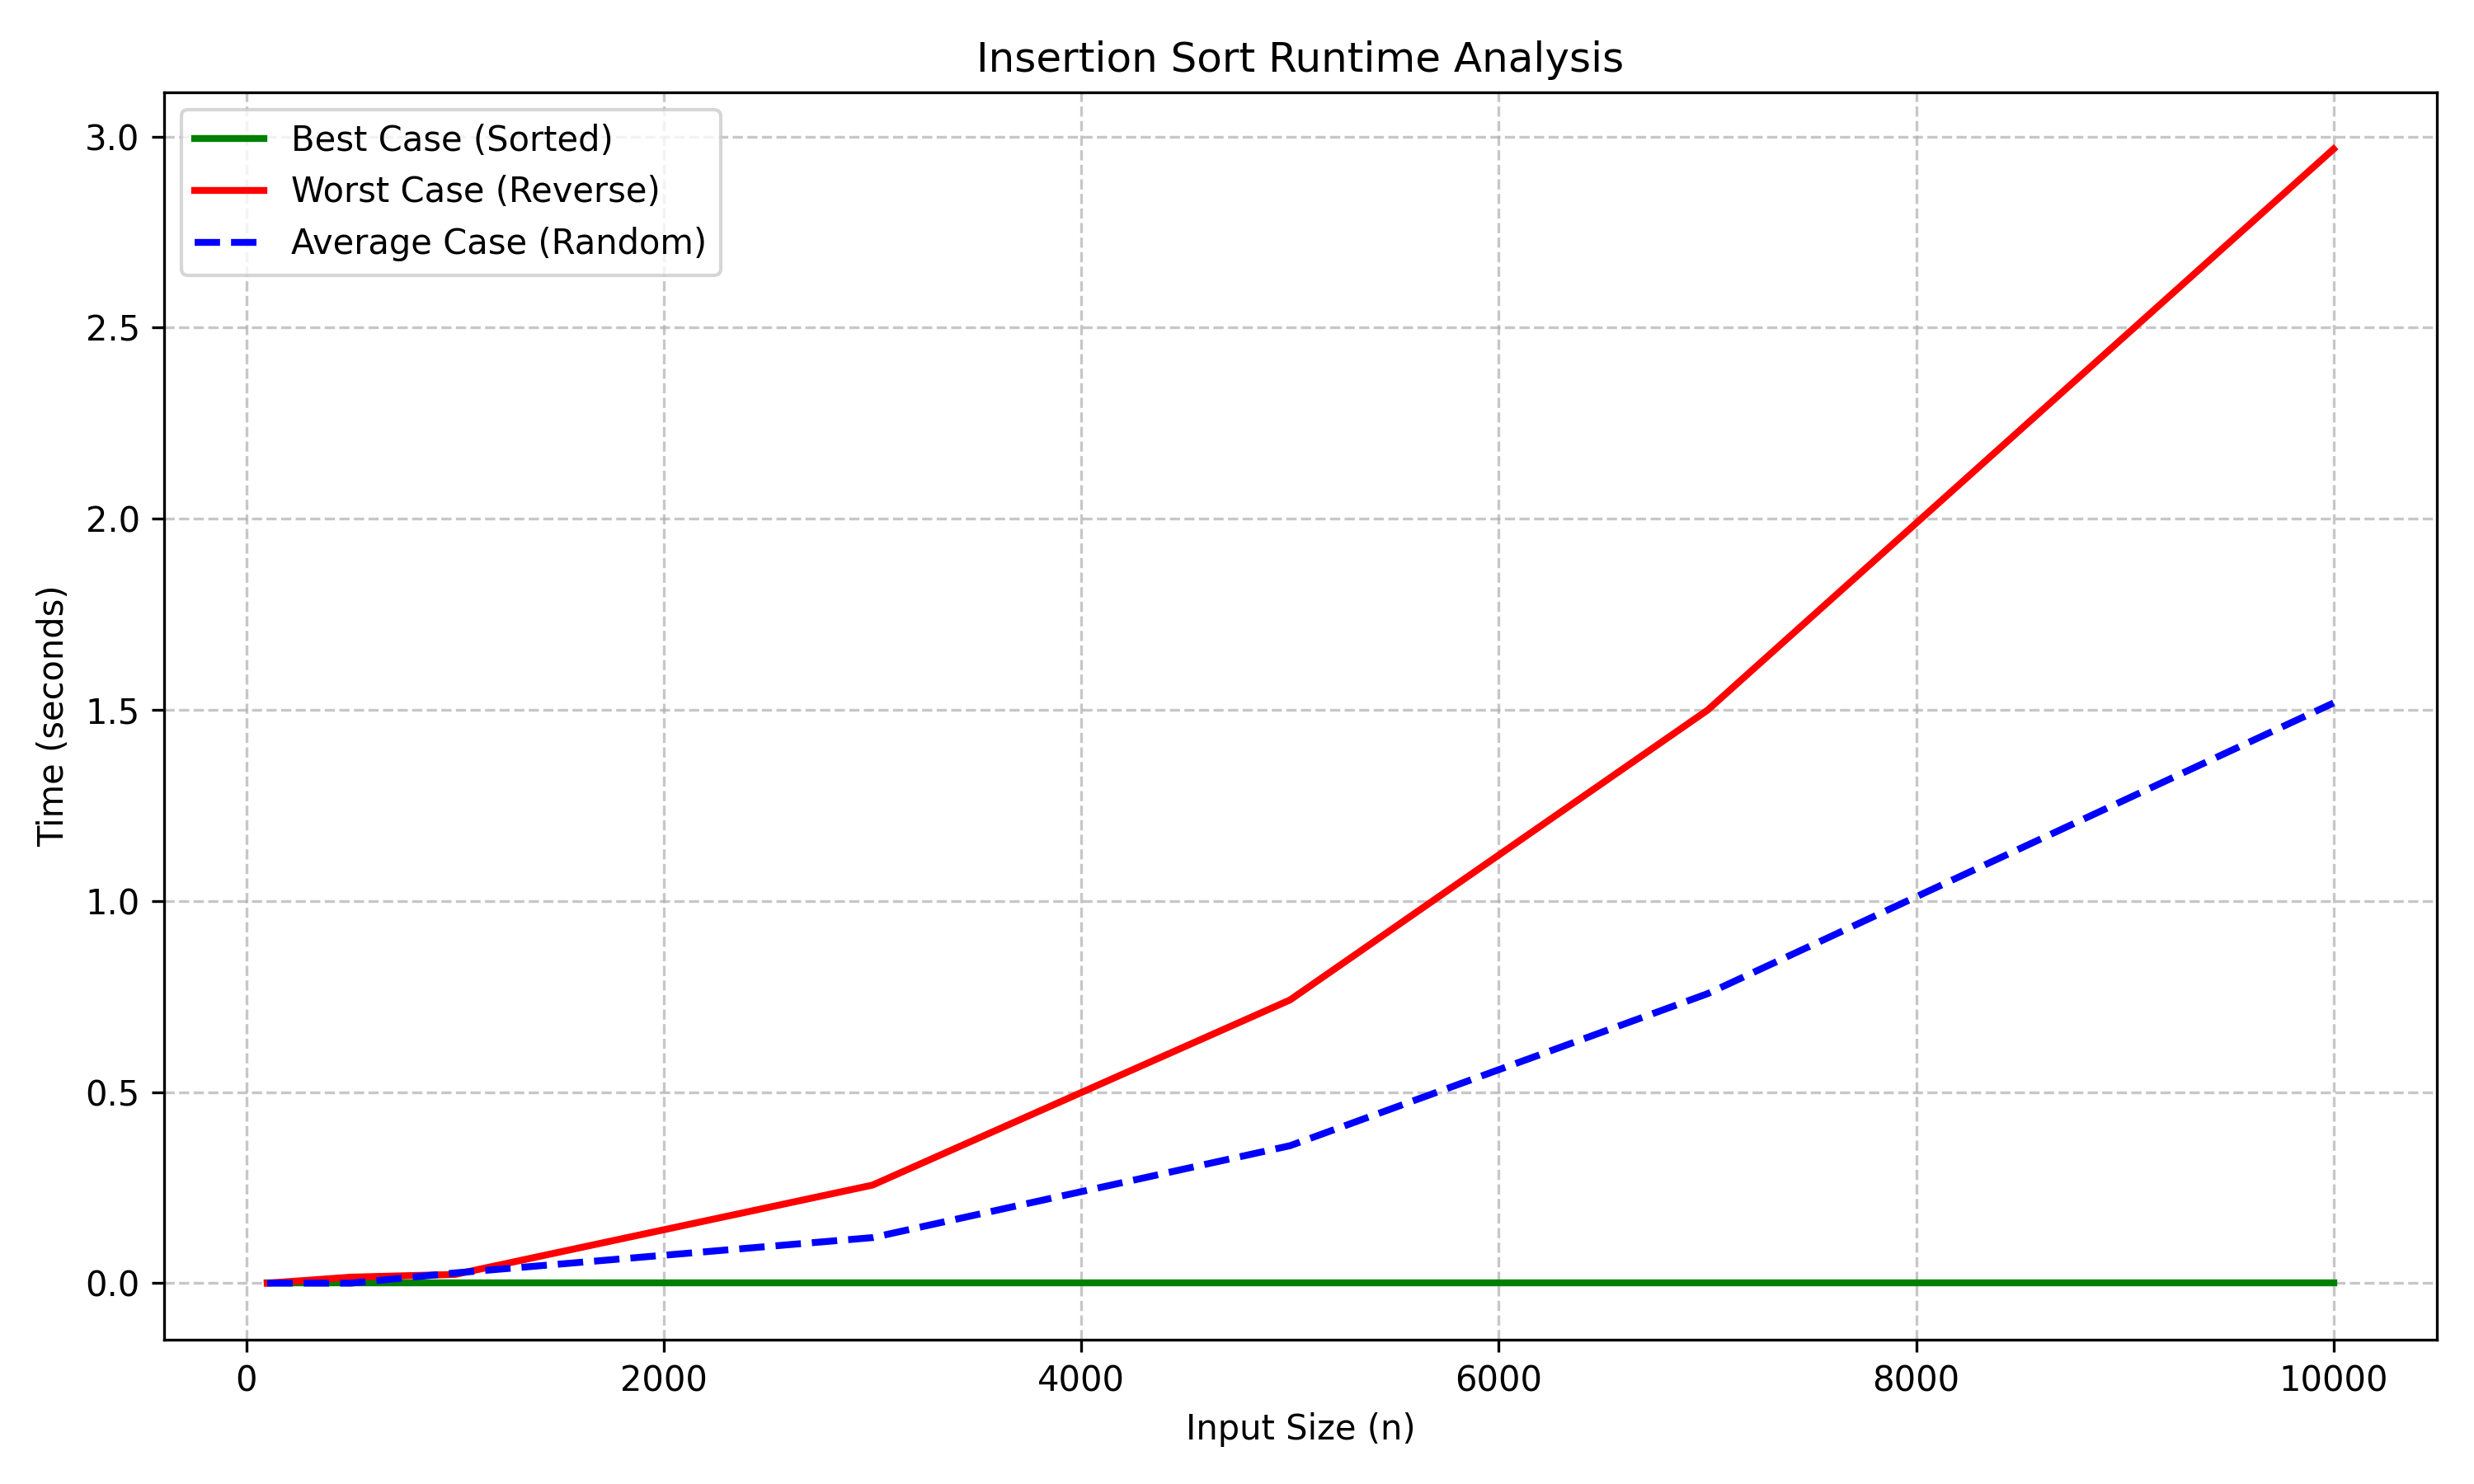 Insertion Sort Runtime Analysis
Best Case (Sorted)
Worst Case (Reverse)
Average Case (Random)
3.0
2.5
2.0
1.5
1.0
0.5
0.0
Time (seconds)
0 2000 4000 6000 8000 10000
Input Size (n)